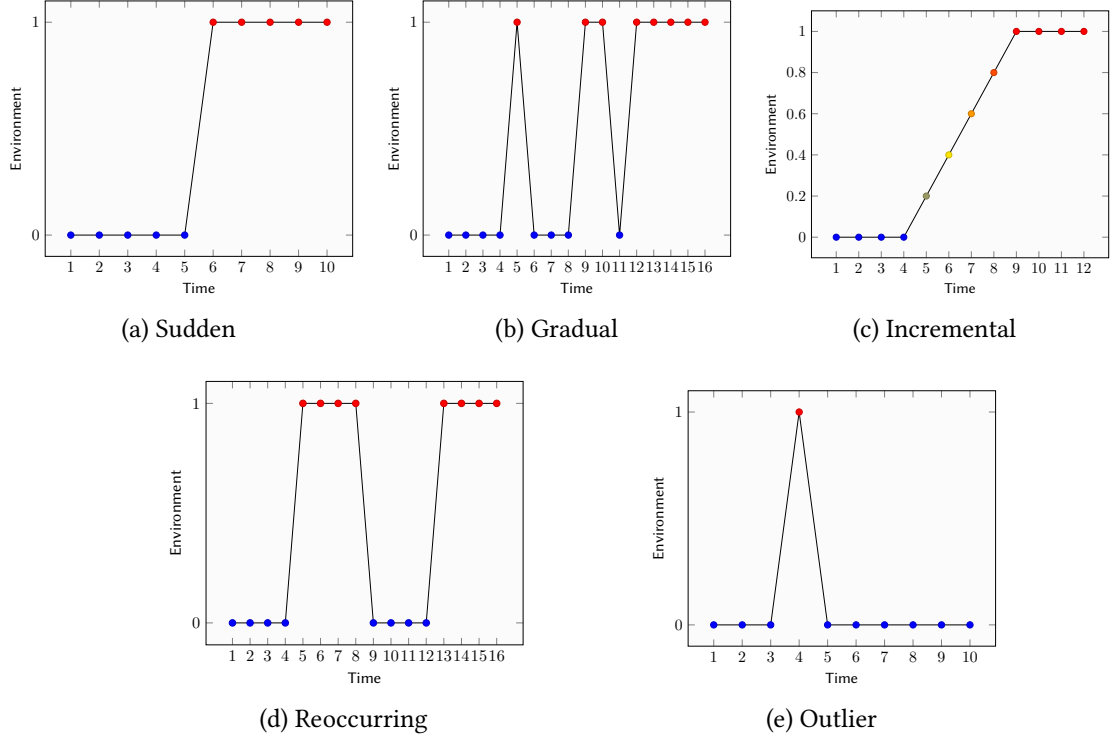 1
0
Environment
1 2 3 4 5 6 7 8 9 10
Time
(a) Sudden
1
0
Environment
1 2 3 4 5 6 7 8 9 10 11 12 13 14 15 16
Time
(b) Gradual
1
0.8
0.6
0.4
0.2
0
Environment
1 2 3 4 5 6 7 8 9 10 11 12
Time
(c) Incremental
1
0
Environment
1 2 3 4 5 6 7 8 9 10 11 12 13 14 15 16
Time
(d) Reoccurring
1
0
Environment
1 2 3 4 5 6 7 8 9 10
Time
(e) Outlier